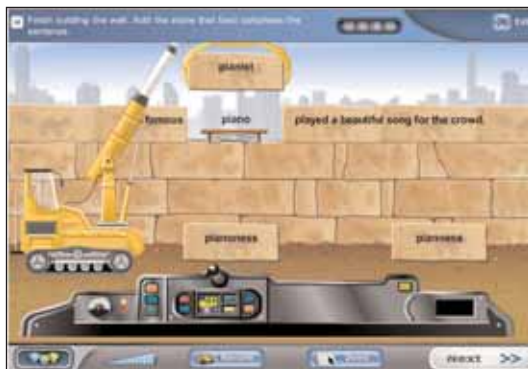 Finish building the wall. Add the stone that best completes the
sentence.
pianist
famous piano played a beautiful song for the crowd.
pianoness pianness
next >>